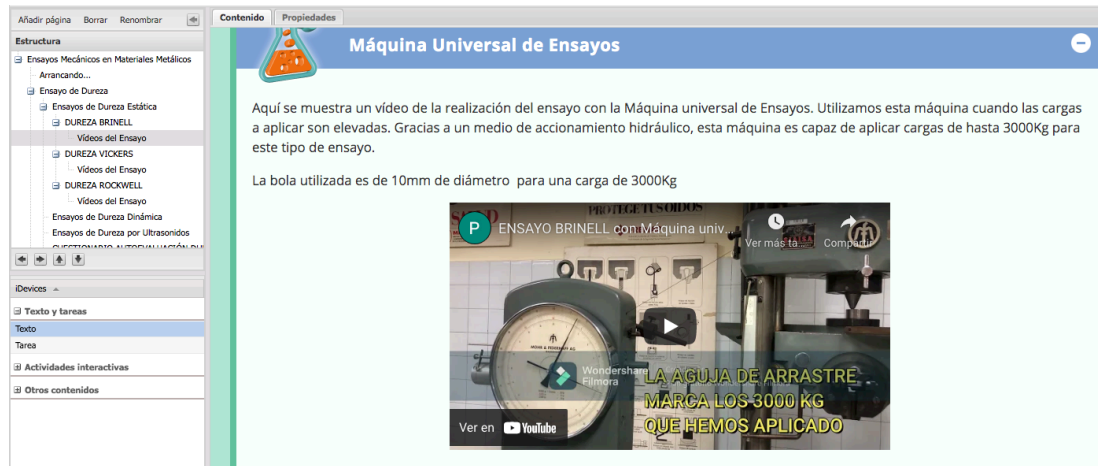 Añadir página Borrar Renombrar
Estructura
Ensayos Mecánicos en Materiales Metálicos
Arrancando...
Ensayo de Dureza
Ensayos de Dureza Estática
DUREZA BRINELL
Vídeos del Ensayo
DUREZA VICKERS
Vídeos del Ensayo
DUREZA ROCKWELL
Vídeos del Ensayo
Ensayos de Dureza Dinámica
Ensayos de Dureza por Ultrasonidos
iDevices
Texto y tareas
Texto
Tarea
Actividades interactivas
Otros contenidos
Contenido Propiedades
Máquina Universal de Ensayos
Aquí se muestra un vídeo de la realización del ensayo con la Máquina universal de Ensayos. Utilizamos esta máquina cuando las cargas
a aplicar son elevadas. Gracias a un medio de accionamiento hidráulico, esta máquina es capaz de aplicar cargas de hasta 3000Kg para
este tipo de ensayo.
La bola utilizada es de 10mm de diámetro para una carga de 3000Kg
PROTEGE TUS OIDOS
P ENSAYO BRINELL con Máquina univ...
Ver más ta... Compartir
Wondershare
Filmora
LA AGUJA DE ARRASTRE
MARCA LOS 3000 KG
QUE HEMOS APLICADO
Ver en YouTube